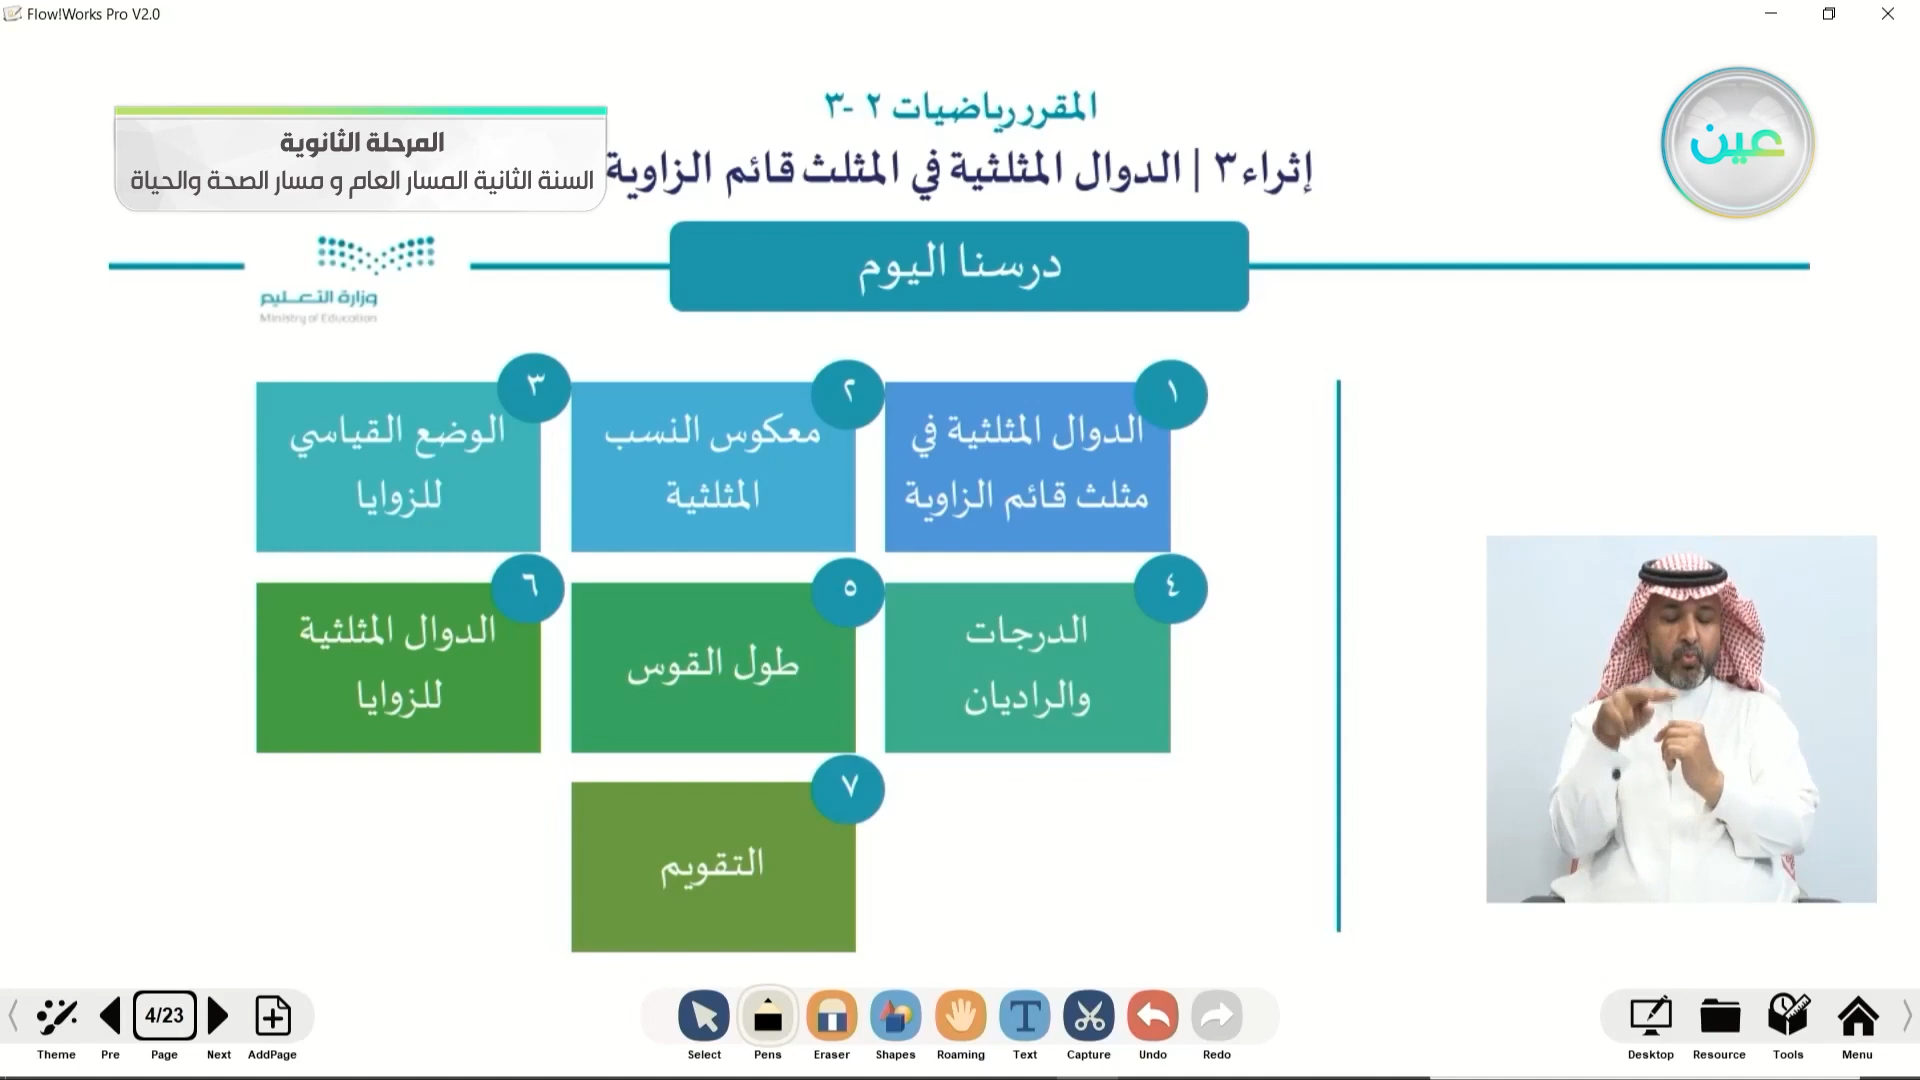 Flow!Works Pro V2.0
المقرر رياضيات ٢ -٣
إثراء ٣ | الدوال المثلثية في المثلث قائم الزاوية
المرحلة الثانوية
السنة الثانية المسار العام و مسار الصحة والحياة
عين
درسنا اليوم
وزارة التعليم
Ministry of Education
١
الدوال المثلثية في
مثلث قائم الزاوية
٢
معكوس النسب
المثلثية
٣
الوضع القياسي
للزوايا
٤
الدرجات
والراديان
٥
طول القوس
٦
الدوال المثلثية
للزوايا
٧
التقويم
4/23
Theme Pre Page Next AddPage
Select Pens Eraser Shapes Roaming Text Capture Undo Redo
Desktop Resource Tools Menu